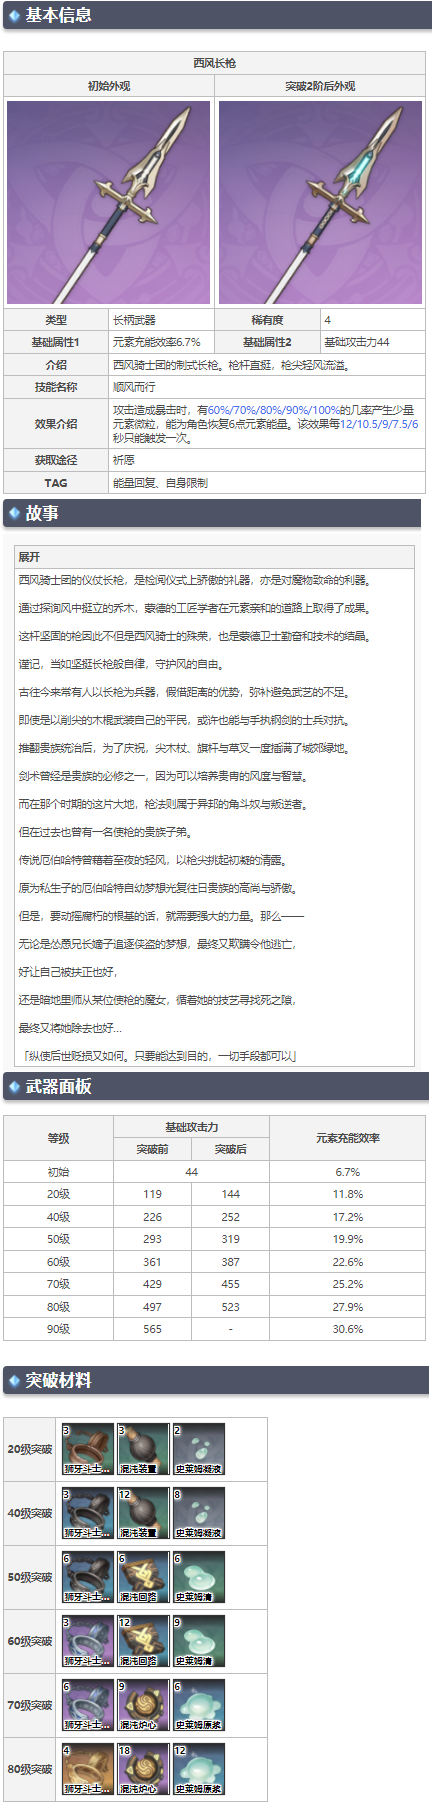 基本信息
西风长枪
初始外观 突破2阶后外观
类型 长柄武器 稀有度 4
基础属性1 元素充能效率6.7% 基础属性2 基础攻击力44
介绍 西风骑士团的制式长枪。枪杆直挺，枪尖轻风流溢。
技能名称 顺风而行
效果介绍 攻击造成暴击时，有60%/70%/80%/90%/100%的几率产生少量
元素微粒，能为角色恢复6点元素能量。该效果每12/10.5/9/7.5/6
秒只能触发一次。
获取途径 祈愿
TAG 能量回复、自身限制
故事
展开
西风骑士团的仪仗长枪，是检阅仪式上骄傲的礼器，亦是对魔物致命的利器。
通过探询风中挺立的乔木，蒙德的工匠学者在元素亲和的道路上取得了成果。
这杆坚固的枪因此不但是西风骑士的殊荣，也是蒙德卫士勤奋和技术的结晶。
谨记，当如坚挺长枪般自律，守护风的自由。
古往今来常有人以长枪为兵器，假借距离的优势，弥补避免武艺的不足。
即使是以削尖的木棍武装自己的平民，或许也能与手执钢剑的士兵对抗。
推翻贵族统治后，为了庆祝，尖木杖、旗杆与草叉一度插满了城郊绿地。
剑术曾经是贵族的必修之一，因为可以培养贵胄的风度与智慧。
而在那个时期的这片大地，枪法则属于异邦的角斗奴与叛逆者。
但在过去也曾有一名使枪的贵族子弟。
传说厄伯哈特曾藉着至夜的轻风，以枪尖挑起初凝的清露。
原为私生子的厄伯哈特自幼梦想光复往日贵族的高尚与骄傲。
但是，要动摇腐朽的根基的话，就需要强大的力量。那么——
无论是怂恿兄长嫡子追逐侠盗的梦想，最终又欺瞒令他逃亡，
好让自己被扶正也好，
还是暗地里师从某位使枪的魔女，循着她的技艺寻找死之隙，
最终又将她除去也好…
「纵使后世贬损又如何。只要能达到目的，一切手段都可以」
武器面板
等级 基础攻击力 元素充能效率
突破前 突破后
初始 44 6.7%
20级 119 144 11.8%
40级 226 252 17.2%
50级 293 319 19.9%
60级 361 387 22.6%
70级 429 455 25.2%
80级 497 523 27.9%
90级 565 - 30.6%
突破材料
20级突破 3 狮牙斗士... 3 混沌装置 2 史莱姆凝液
40级突破 3 狮牙斗士... 12 混沌装置 8 史莱姆凝液
50级突破 6 狮牙斗士... 6 混沌回路 6 史莱姆清
60级突破 3 狮牙斗士... 12 混沌回路 9 史莱姆清
70级突破 6 狮牙斗士... 9 混沌炉心 6 史莱姆原浆
80级突破 4 狮牙斗士... 18 混沌炉心 12 史莱姆原浆